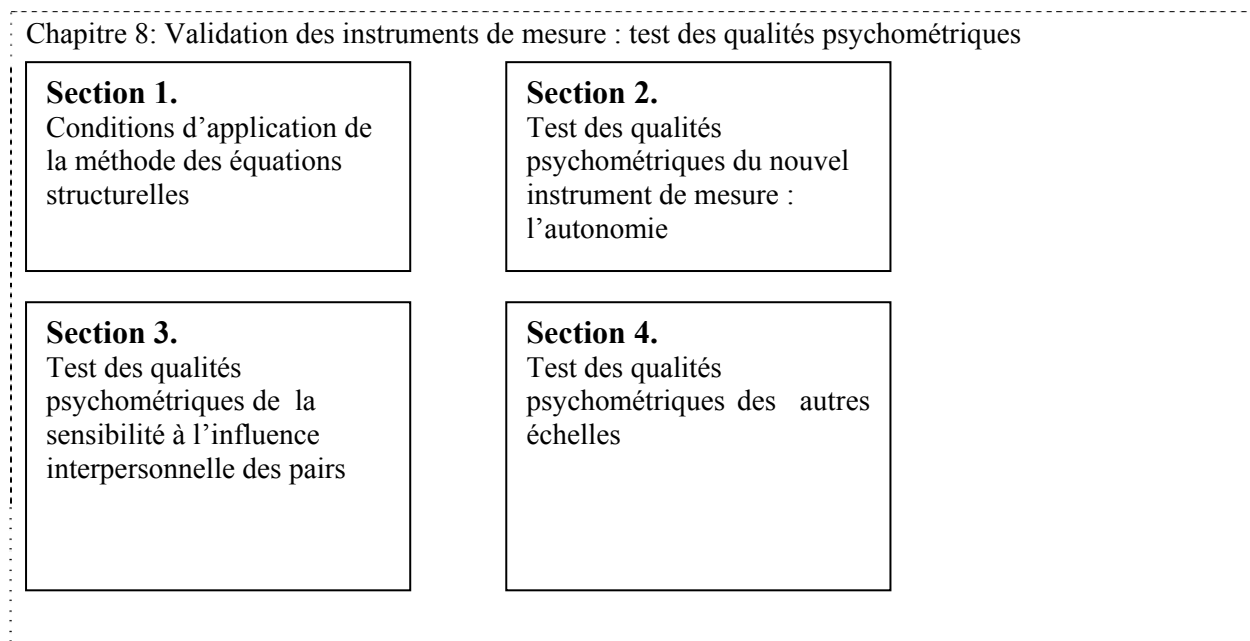 Chapitre 8: Validation des instruments de mesure : test des qualités psychométriques
Section 1.
Conditions d’application de
la méthode des équations
structurelles
Section 2.
Test des qualités
psychométriques du nouvel
instrument de mesure :
l’autonomie
Section 3.
Test des qualités
psychométriques de la
sensibilité à l’influence
interpersonnelle des pairs
Section 4.
Test des qualités
psychométriques des autres
échelles